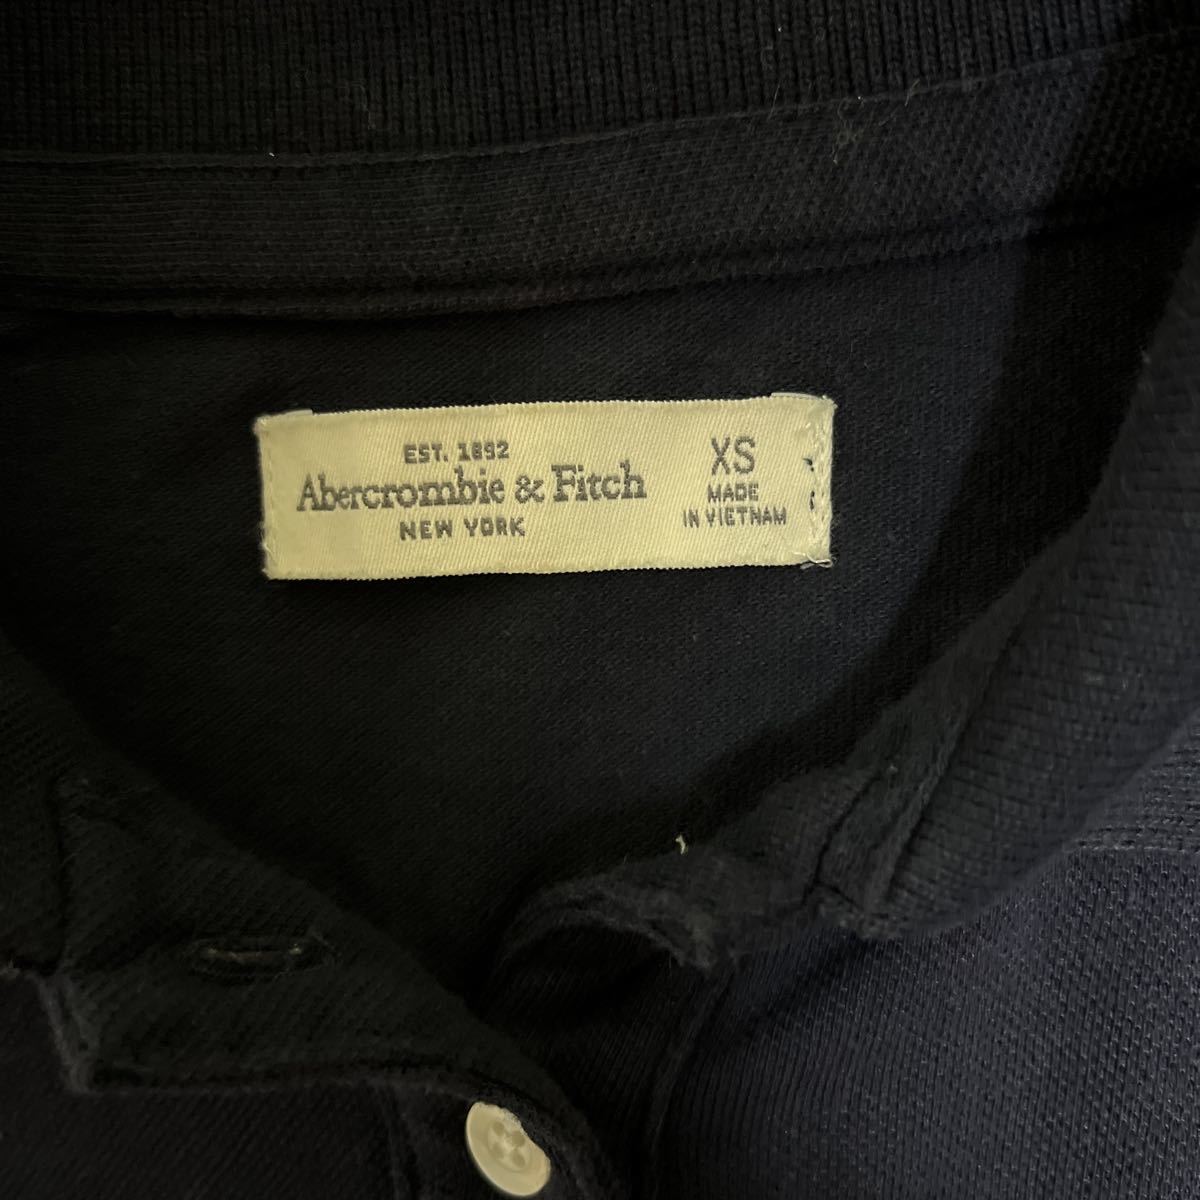 EST. 1892
Abercrombie & Fitch
NEW YORK
XS
MADE
IN VIETNAM